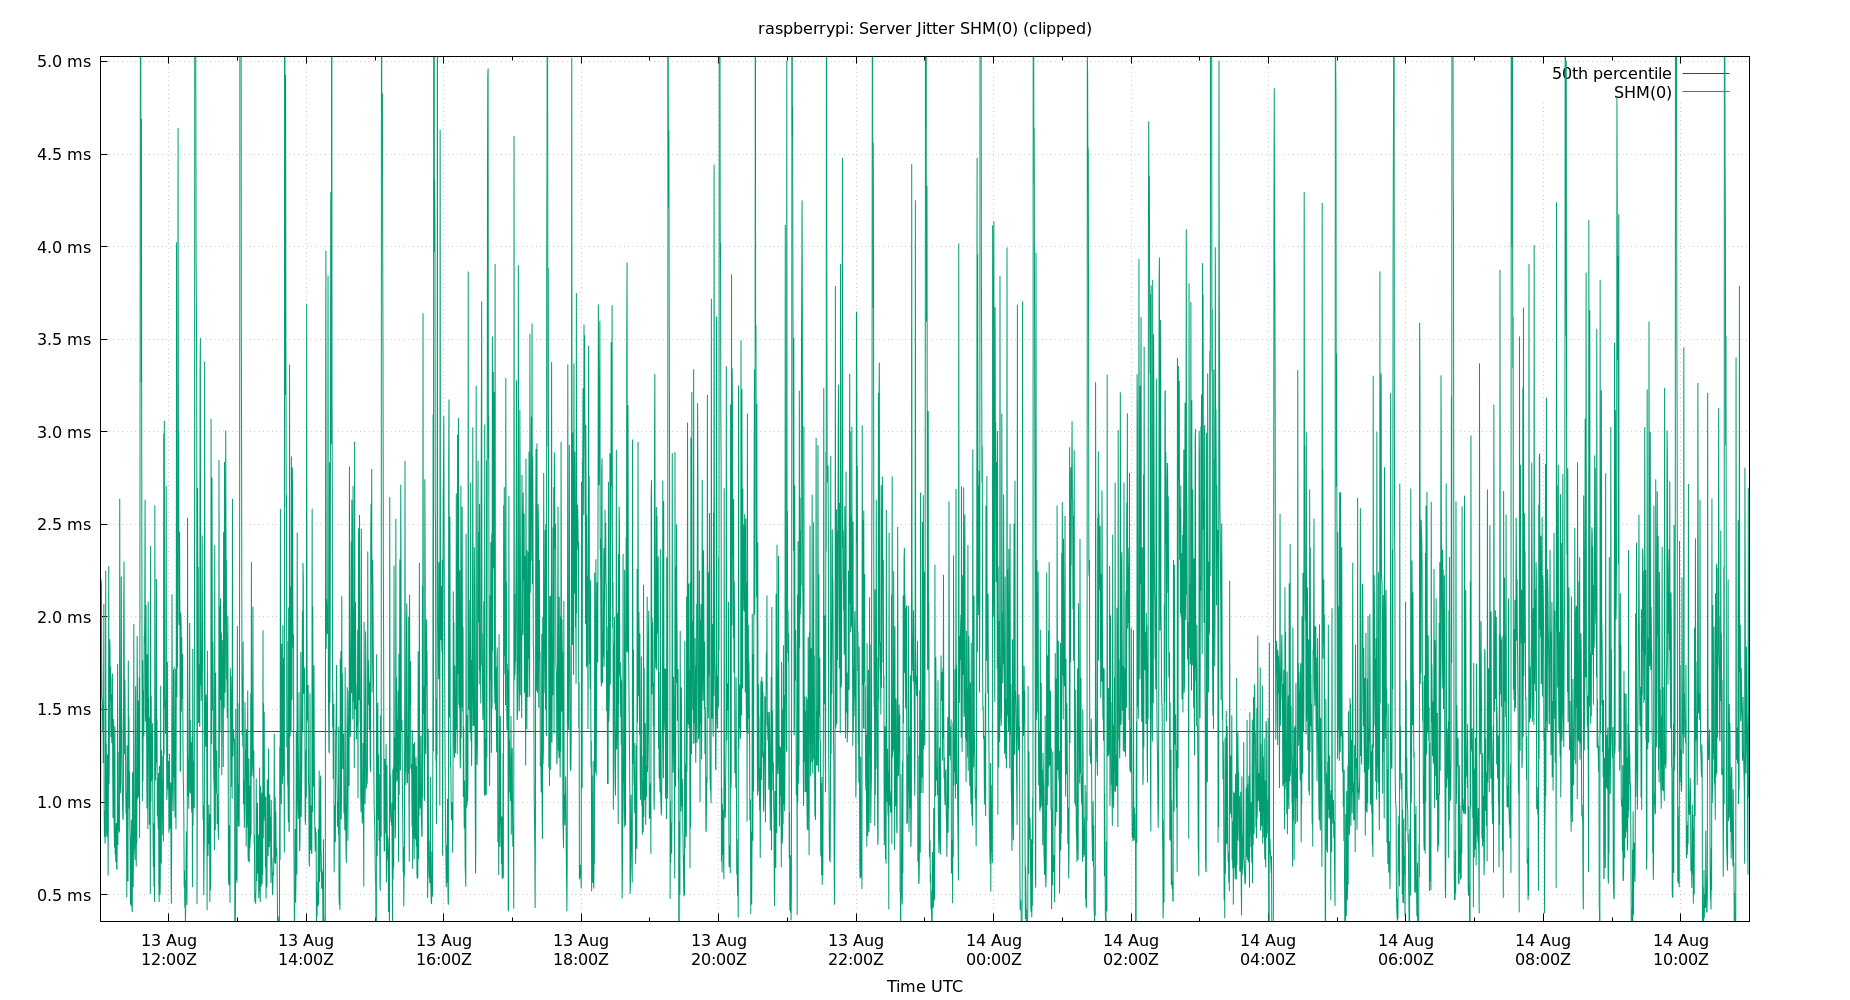 raspberrypi: Server Jitter SHM(0) (clipped)
5.0 ms
50th percentile
SHM(0)
4.5 ms
4.0 ms
3.5 ms
3.0 ms
2.5 ms
2.0 ms
1.5 ms
1.0 ms
0.5 ms
13 Aug 13 Aug 13 Aug 13 Aug 13 Aug 13 Aug 14 Aug 14 Aug 14 Aug 14 Aug 14 Aug 14 Aug
12:00Z 14:00Z 16:00Z 18:00Z 20:00Z 22:00Z 00:00Z 02:00Z 04:00Z 06:00Z 08:00Z 10:00Z
Time UTC